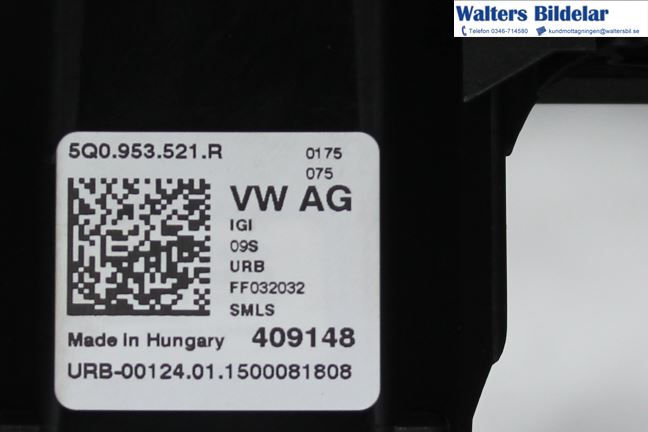 Walters Bildelar
Telefon 0346-714580 kundmottagningen@waltersbil.se
5Q0.953.521.R 0175
075
VW AG
IGI
09S
URB
FF032032
SMLS
Made in Hungary 409148
URB-00124.01.1500081808